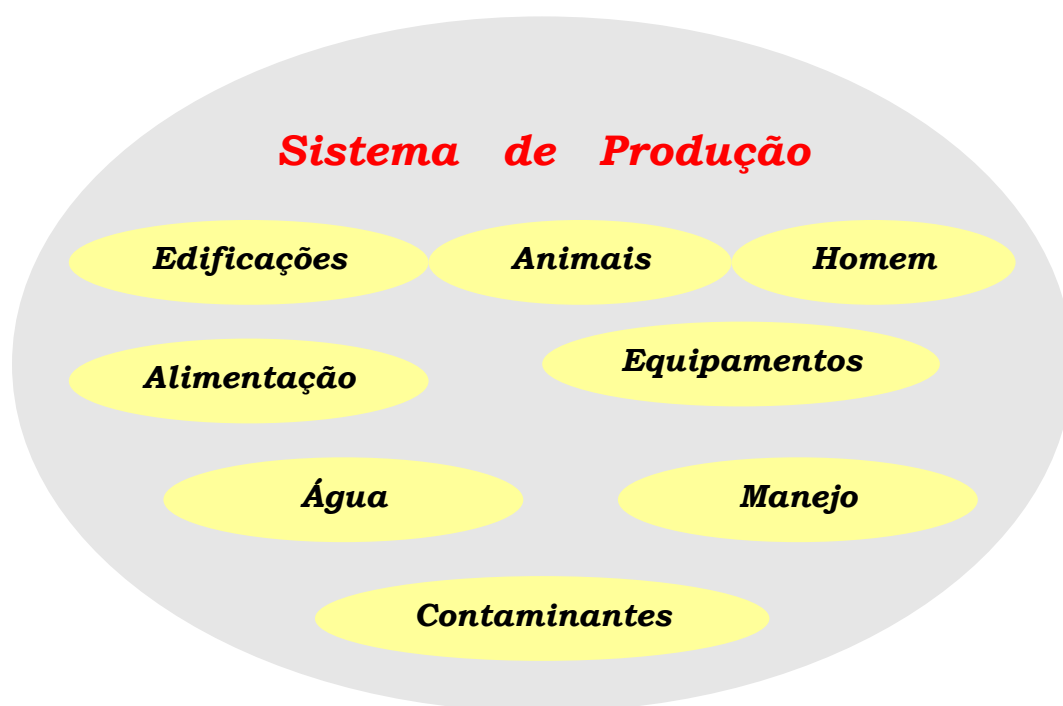 Sistema de Produção
Edificações Animais Homem
Alimentação Equipamentos
Água Manejo
Contaminantes